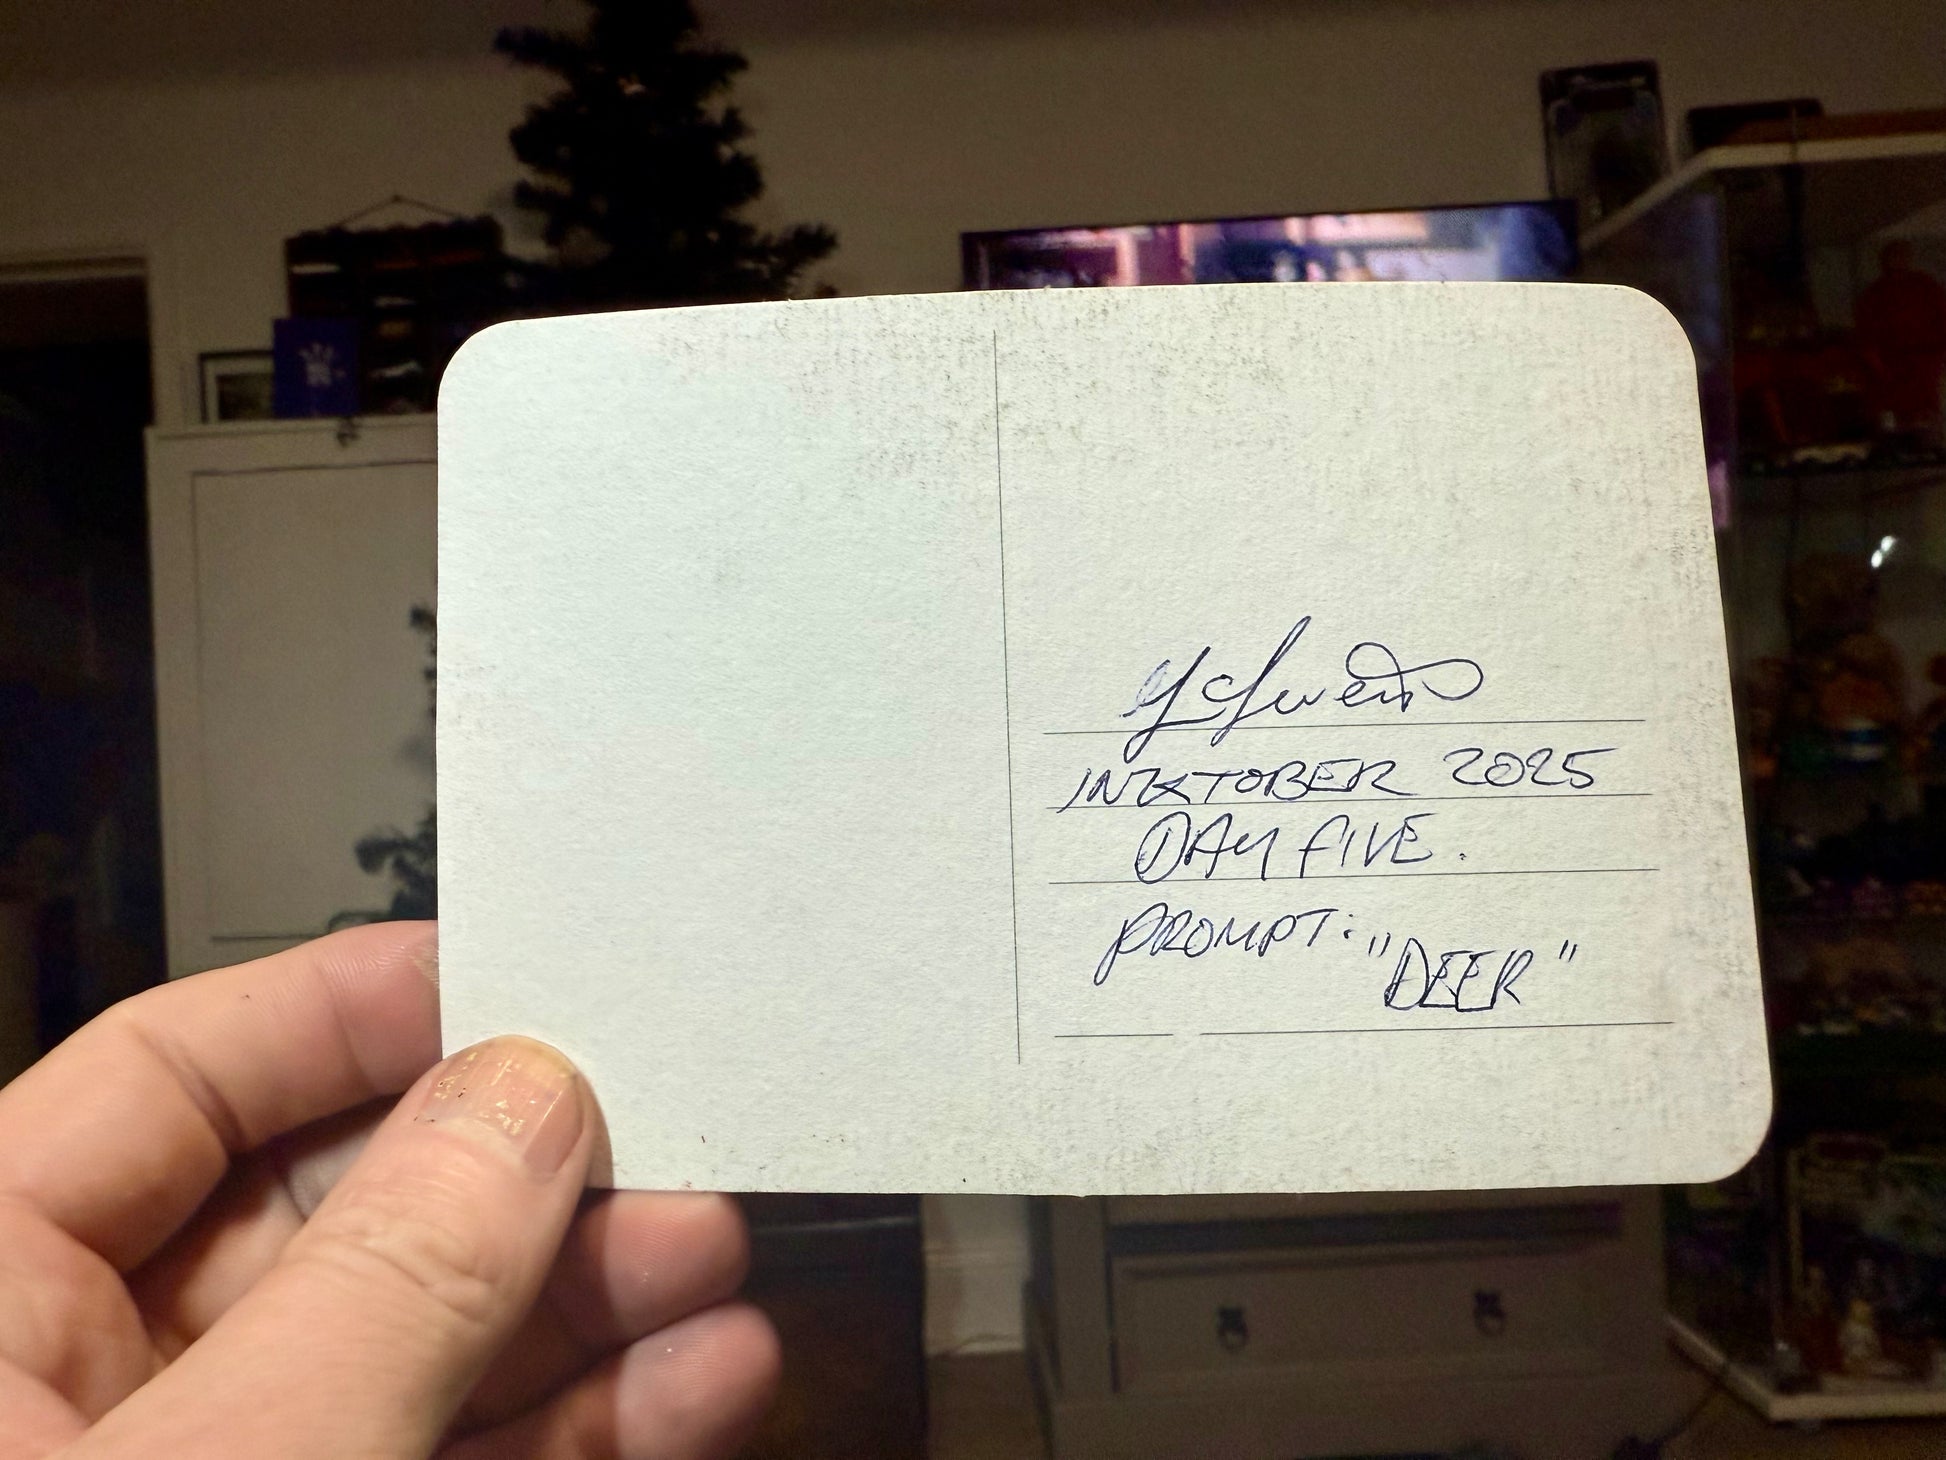 INKTOBER 2025
DAY FIVE.
PROMPT:
"DEER"